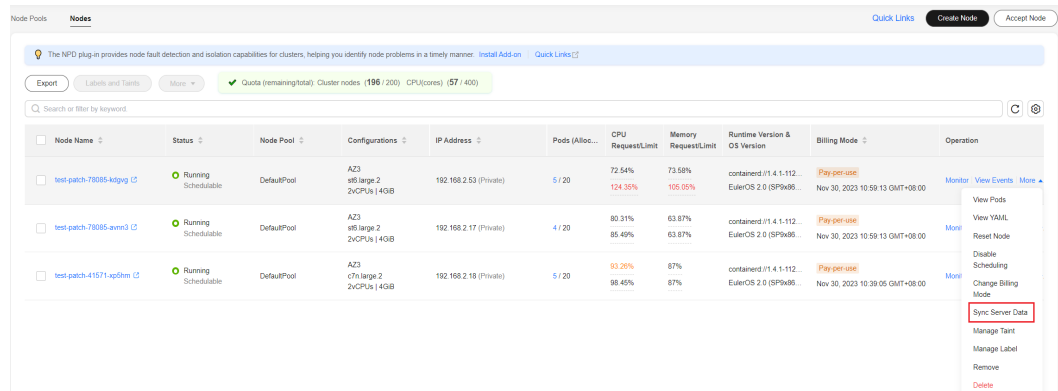 Node Pools Nodes Quick Links Create Node Accept Node
The NPD plug-in provides node fault detection and isolation capabilities for clusters, helping you identify node problems in a timely manner. Install Add-on Quick Links
Export Labels and Taints More Quota (remaining/total): Cluster nodes (196 / 200) CPU(cores) (57 / 400)
Search or filter by keyword.
Node Name Status Node Pool Configurations IP Address Pods (Alloc... CPU Request/Limit Memory Request/Limit Runtime Version & OS Version Billing Mode Operation
test-patch-78085-kdgvg Running Schedulable DefaultPool AZ3 st6.large.2 2vCPUs | 4GiB 192.168.2.53 (Private) 5 / 20 72.54% 124.35% 73.58% 105.05% containerd://1.4.1-112... EulerOS 2.0 (SP9x86... Pay-per-use Nov 30, 2023 10:59:13 GMT+08:00 Monitor View Events More
test-patch-78085-avnn3 Running Schedulable DefaultPool AZ3 st6.large.2 2vCPUs | 4GiB 192.168.2.17 (Private) 4 / 20 80.31% 85.49% 63.87% 63.87% containerd://1.4.1-112... EulerOS 2.0 (SP9x86... Pay-per-use Nov 30, 2023 10:59:13 GMT+08:00 Monit
test-patch-41571-xp5hm Running Schedulable DefaultPool AZ3 c7n.large.2 2vCPUs | 4GiB 192.168.2.18 (Private) 5 / 20 93.26% 98.45% 87% 87% containerd://1.4.1-112... EulerOS 2.0 (SP9x86... Pay-per-use Nov 30, 2023 10:39:05 GMT+08:00 Monit
View Pods
View YAML
Reset Node
Disable
Scheduling
Change Billing
Mode
Sync Server Data
Manage Taint
Manage Label
Remove
Delete